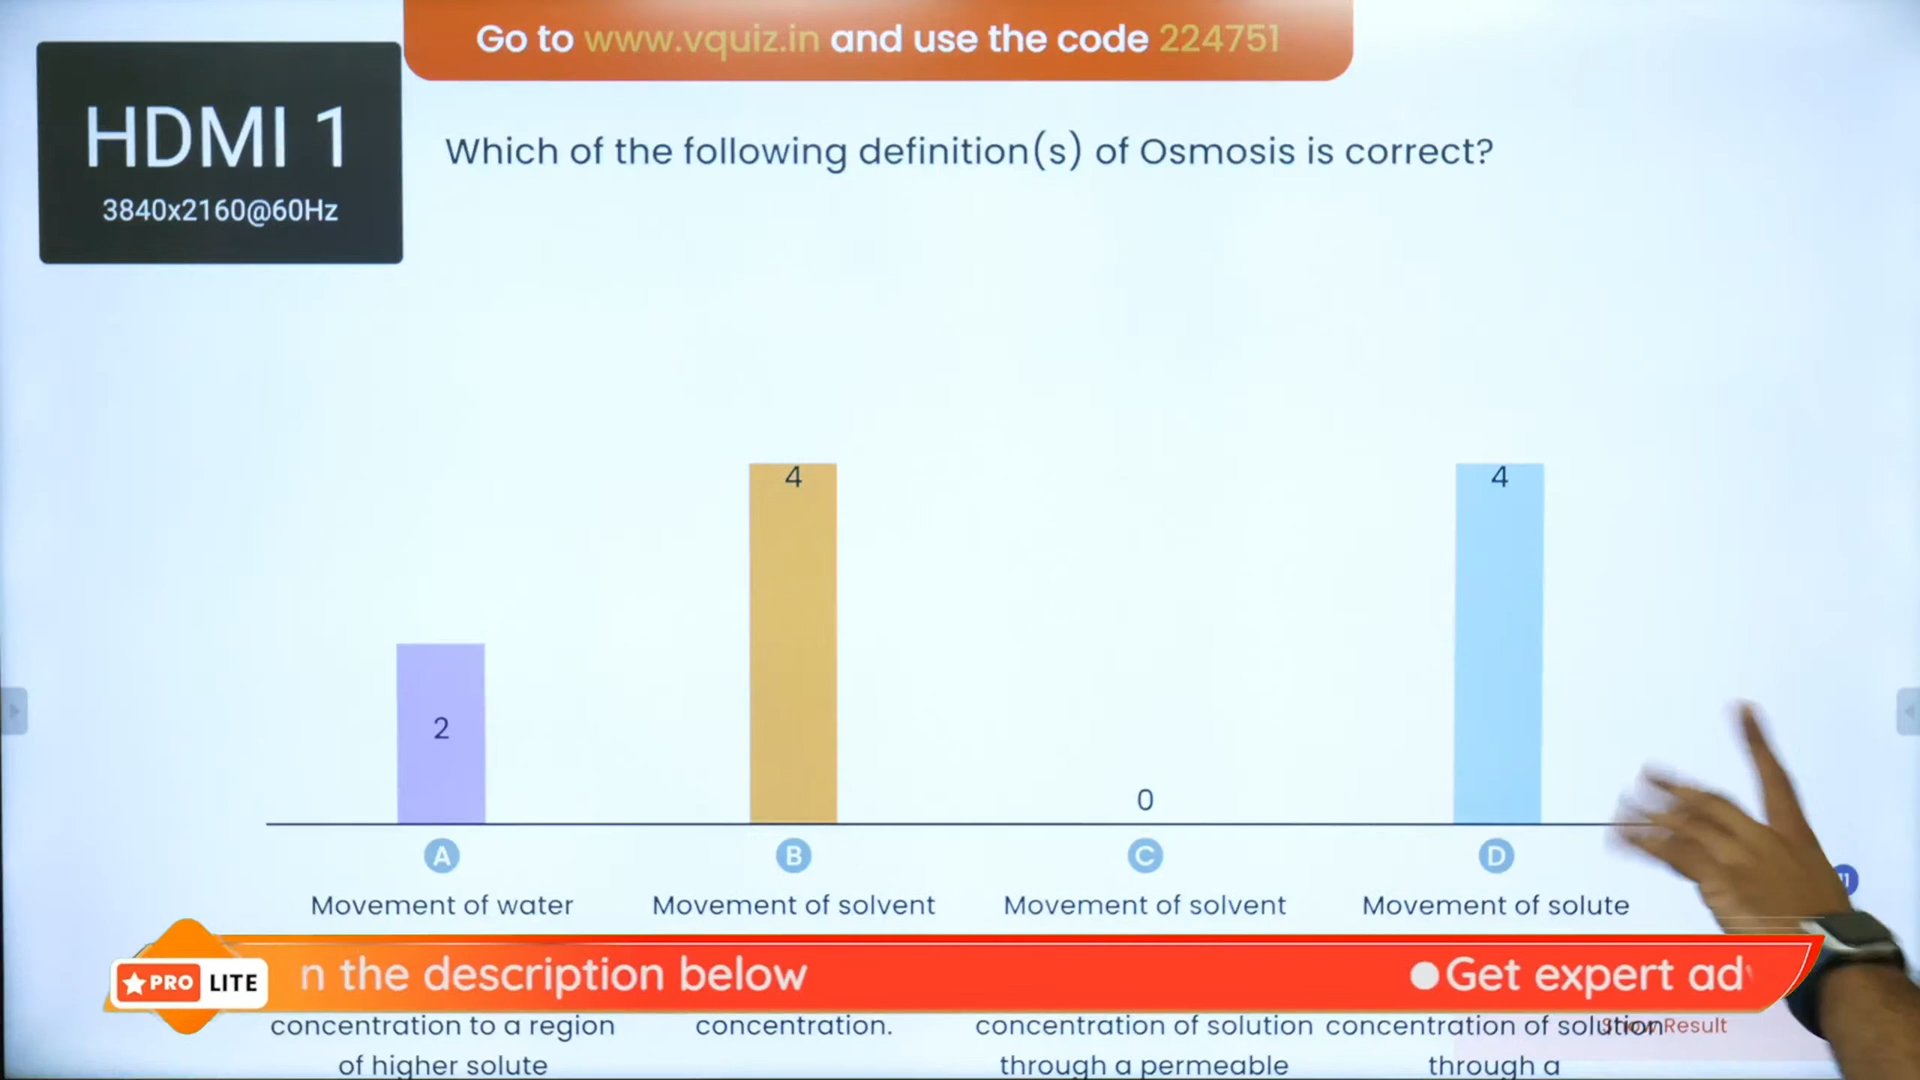 Go to www.vquiz.in and use the code 224751
HDMI 1
3840x2160@60Hz
Which of the following definition(s) of Osmosis is correct?
4
4
2
0
A
B
C
D
Movement of water
Movement of solvent
Movement of solvent
Movement of solute
PRO LITE
n the description below
Get expert ad
concentration to a region
of higher solute
concentration.
concentration of solution
through a permeable
concentration of solution
through a
Result